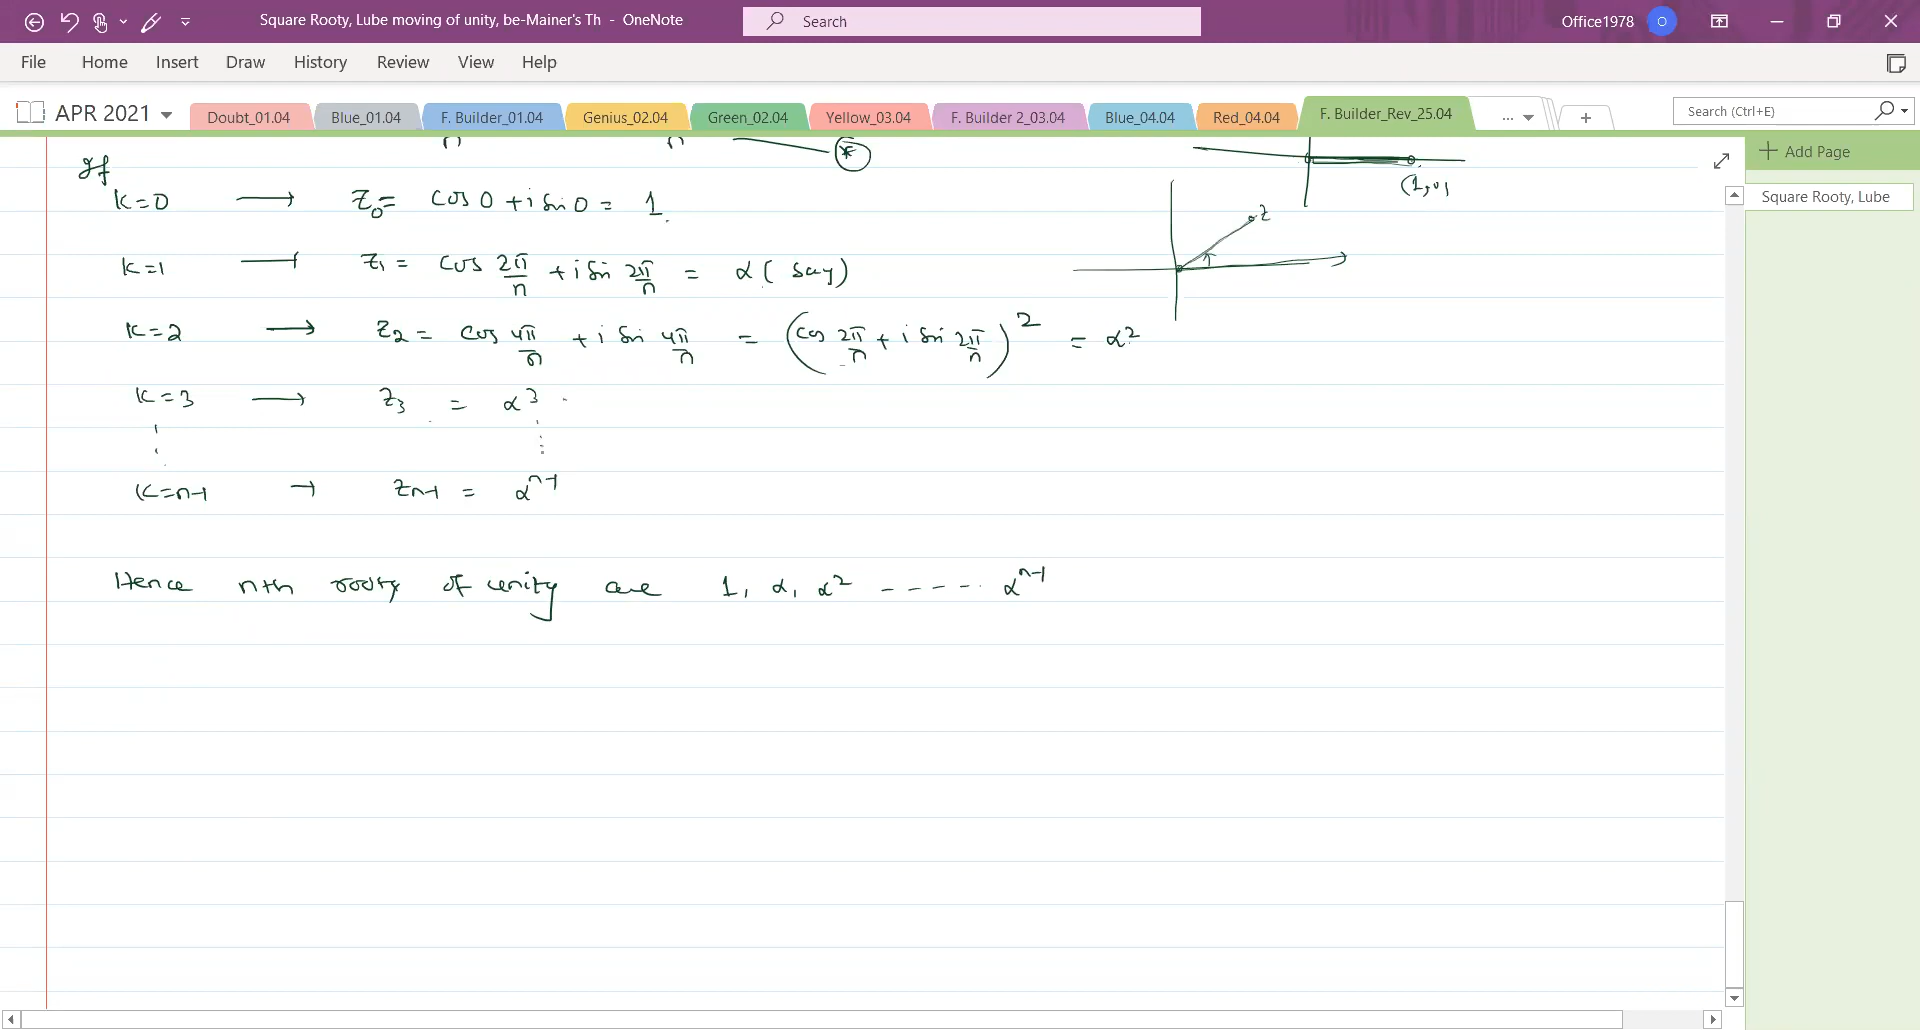 Square Rooty, Lube moving of unity, be-Mainer's Th - OneNote
Search
Office1978
O
File Home Insert Draw History Review View Help
APR 2021
Doubt_01.04 Blue_01.04 F. Builder_01.04 Genius_02.04 Green_02.04 Yellow_03.04 F. Builder 2_03.04 Blue_04.04 Red_04.04 F. Builder_Rev_25.04 ...
Search (Ctrl+E)
Add Page
Square Rooty, Lube
n n *
If
(1,0)
K=0 → Z₀= cos 0 + i sin 0 = 1.
z
K=1 — Z₁ = cos 2π/n + i sin 2π/n = α ( say)
K=2 → Z₂ = cos 4π/n + i sin 4π/n = (cos 2π/n + i sin 2π/n)² = α²
K=3 → Z₃ = α³
K=n-1 → Zn-1 = αⁿ⁻¹
Hence nth roots of unity are 1, α, α² ------ αⁿ⁻¹